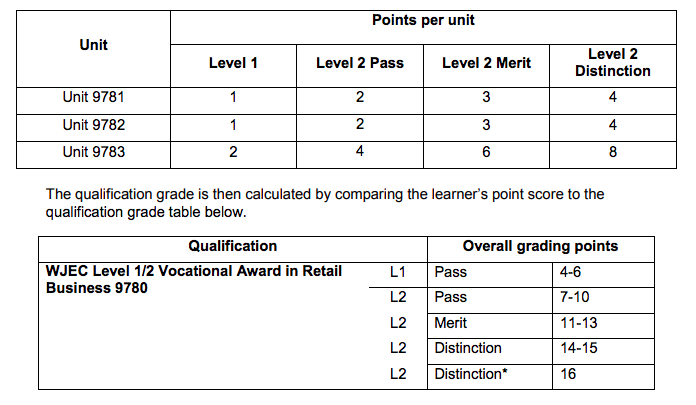 Unit
Points per unit
Level 1
Level 2 Pass
Level 2 Merit
Level 2
Distinction
Unit 9781 1 2 3 4
Unit 9782 1 2 3 4
Unit 9783 2 4 6 8
The qualification grade is then calculated by comparing the learner's point score to the
qualification grade table below.
Qualification Overall grading points
WJEC Level 1/2 Vocational Award in Retail L1 Pass 4-6
Business 9780
L2 Pass 7-10
L2 Merit 11-13
L2 Distinction 14-15
L2 Distinction* 16